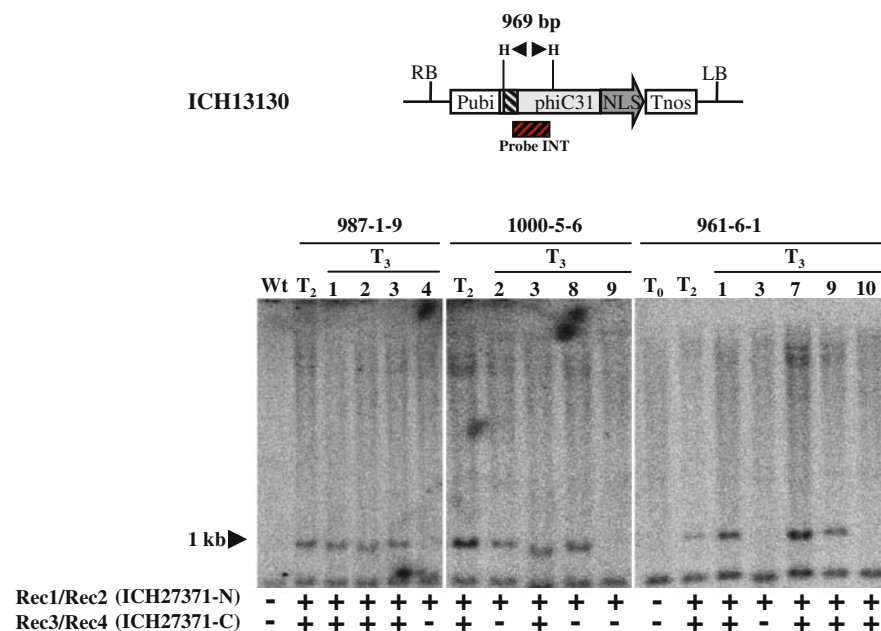 969 bp
H H
RB LB
ICH13130
Pubi phiC31 NLS Tnos
Probe INT
987-1-9 1000-5-6 961-6-1
T3 T3 T3
Wt T2 1 2 3 4 T2 2 3 8 9 T0 T2 1 3 7 9 10
1 kb
Rec1/Rec2 (ICH27371-N) - + + + + + + + + + + - + + + + + +
Rec3/Rec4 (ICH27371-C) - + + + + - + - + - - - + + - + + +